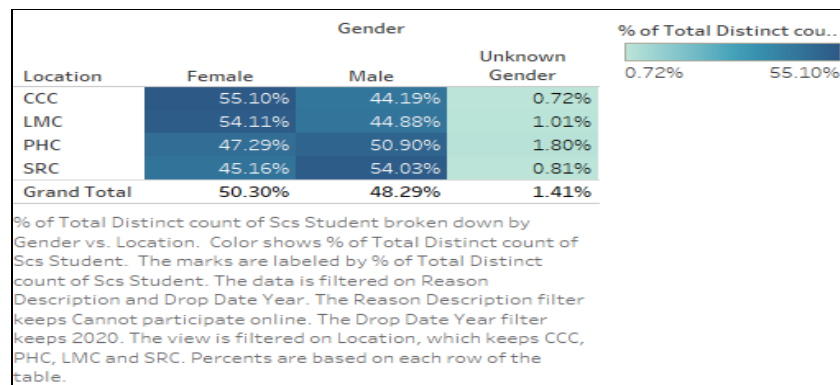 Gender
% of Total Distinct cou..
0.72% 55.10%
Location Female Male Unknown Gender
CCC 55.10% 44.19% 0.72%
LMC 54.11% 44.88% 1.01%
PHC 47.29% 50.90% 1.80%
SRC 45.16% 54.03% 0.81%
Grand Total 50.30% 48.29% 1.41%
% of Total Distinct count of Scs Student broken down by
Gender vs. Location. Color shows % of Total Distinct count of
Scs Student. The marks are labeled by % of Total Distinct
count of Scs Student. The data is filtered on Reason
Description and Drop Date Year. The Reason Description filter
keeps Cannot participate online. The Drop Date Year filter
keeps 2020. The view is filtered on Location, which keeps CCC,
PHC, LMC and SRC. Percents are based on each row of the
table.